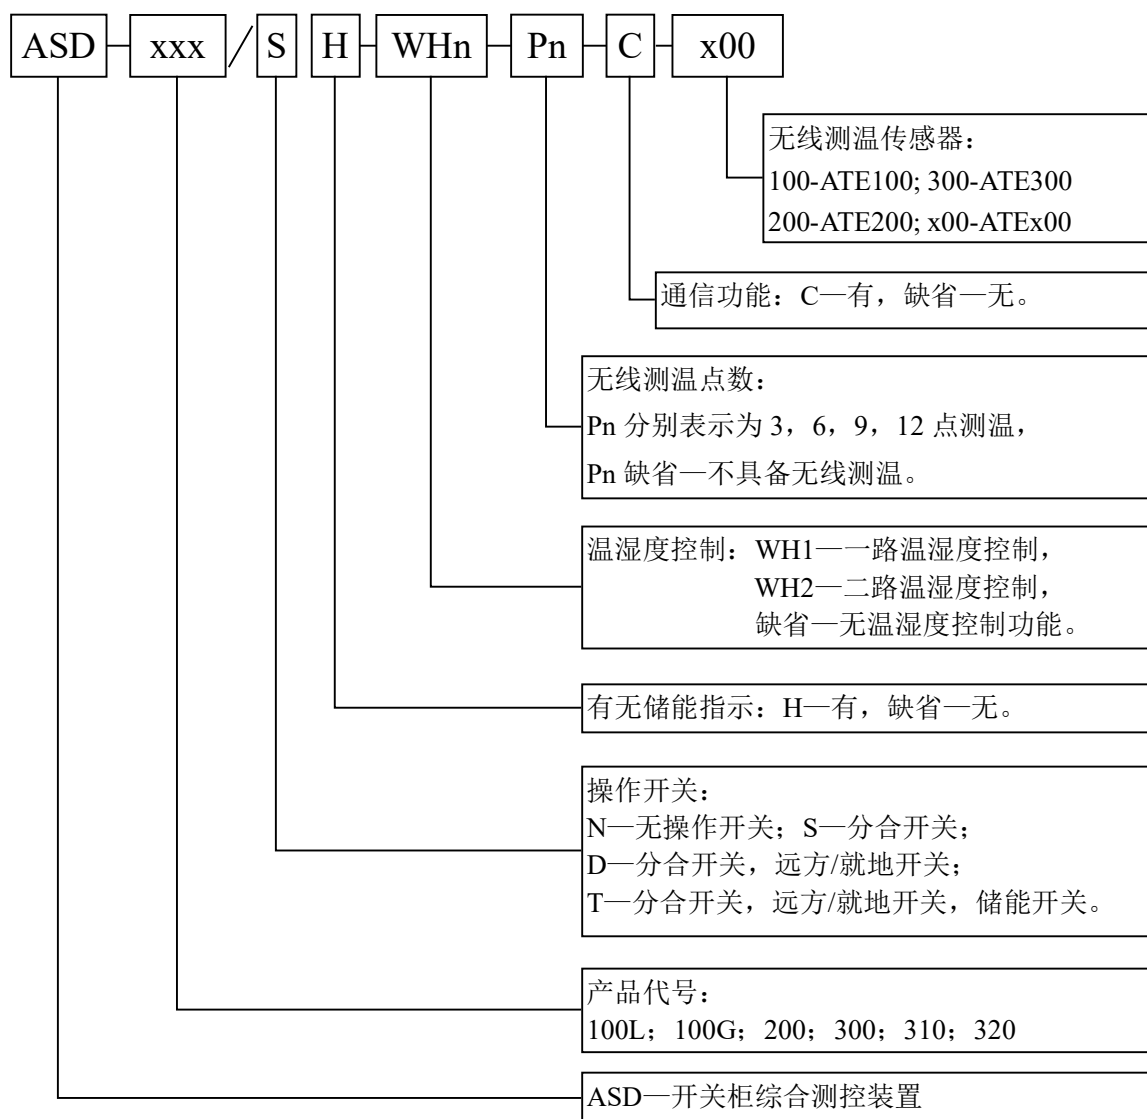 ASD xxx / S H WHn Pn C x00
无线测温传感器：
100-ATE100; 300-ATE300
200-ATE200; x00-ATEx00
通信功能：C—有，缺省—无。
无线测温点数：
Pn 分别表示为 3，6，9，12 点测温，
Pn 缺省—不具备无线测温。
温湿度控制：WH1—一路温湿度控制，
WH2—二路温湿度控制，
缺省—无温湿度控制功能。
有无储能指示：H—有，缺省—无。
操作开关：
N—无操作开关；S—分合开关；
D—分合开关，远方/就地开关；
T—分合开关，远方/就地开关，储能开关。
产品代号：
100L；100G；200；300；310；320
ASD—开关柜综合测控装置